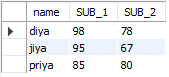 name SUB_1 SUB_2
diya 98 78
jiya 95 67
priya 85 80